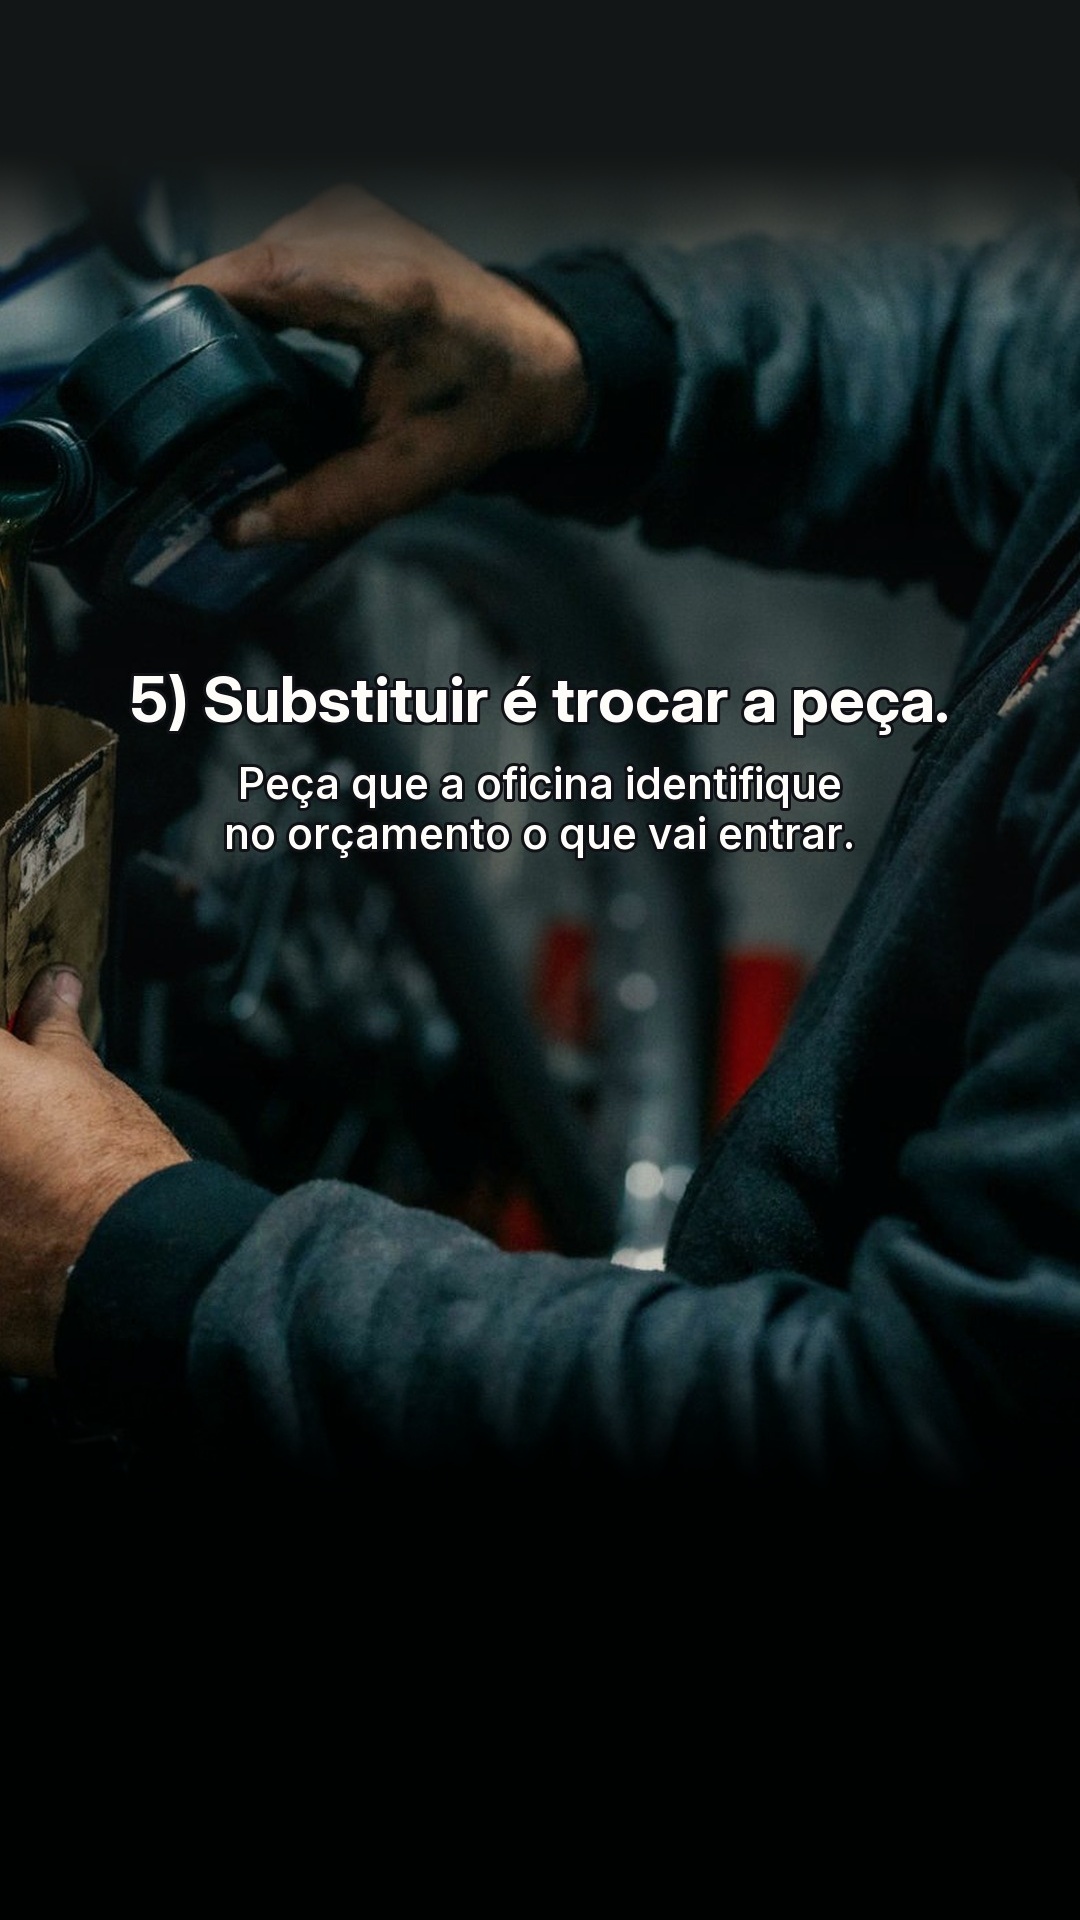 5) Substituir é trocar a peça.
Peça que a oficina identifique
no orçamento o que vai entrar.